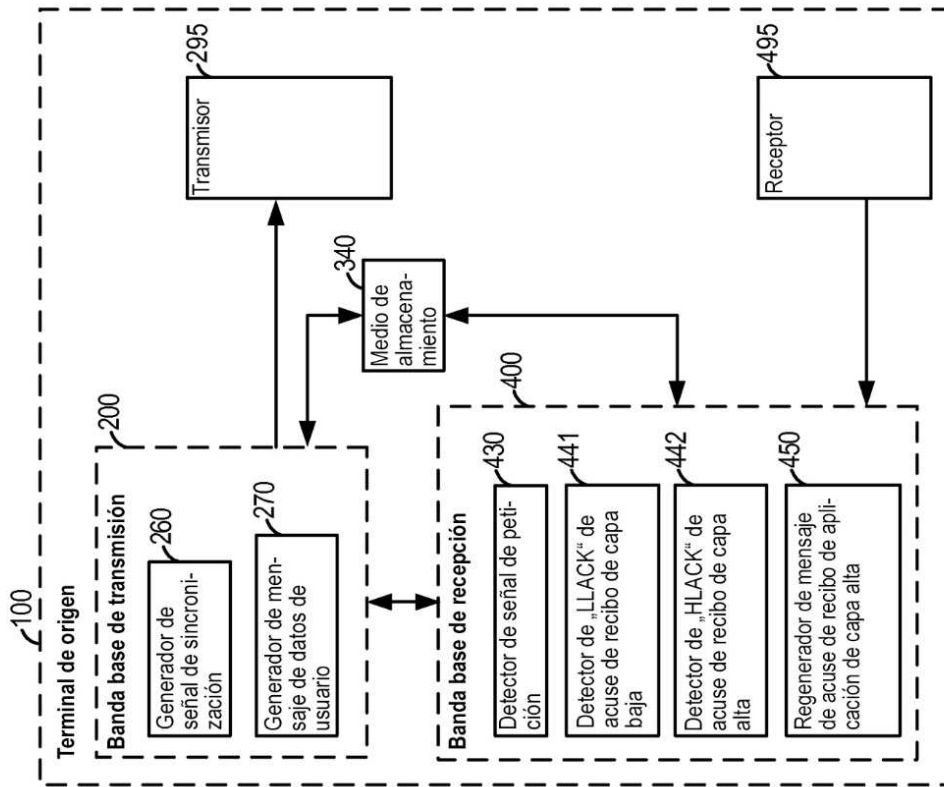 100
Terminal de origen
200
Banda base de transmisión
260
Generador de
señal de sincroni-
zación
270
Generador de men-
saje de datos de
usuario
295
Transmisor
340
Medio de
almacena-
miento
400
Banda base de recepción
430
Detector de señal de peti-
ción
441
Detector de „LLACK“ de
acuse de recibo de capa
baja
442
Detector de „HLACK“ de
acuse de recibo de capa
alta
450
Regenerador de mensaje
de acuse de recibo de apli-
cación de capa alta
495
Receptor